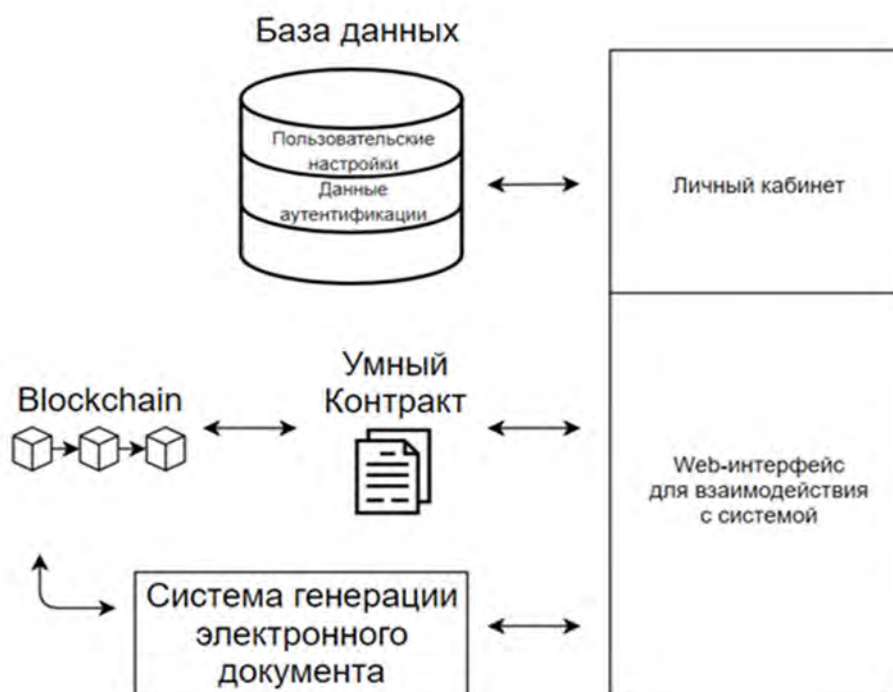 База данных
Пользовательские
настройки
Данные
аутентификации
Личный кабинет
Blockchain
Умный
Контракт
Web-интерфейс
для взаимодействия
с системой
Система генерации
электронного
документа